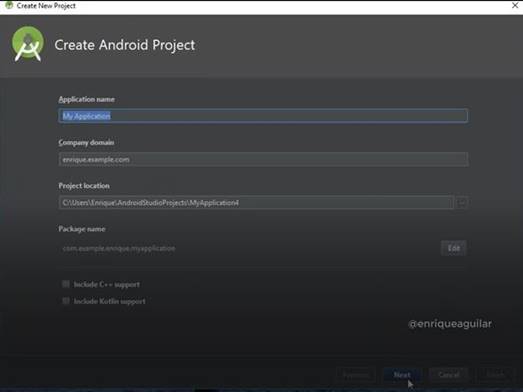 Create New Project
Create Android Project
Application name
My Application
Company domain
enrique.example.com
Project location
C:\Users\Enrique\AndroidStudioProjects\MyApplication4
...
Package name
com.example.enrique.myapplication
Edit
Include C++ support
Include Kotlin support
@enriqueaguilar
Previous Next Cancel Finish